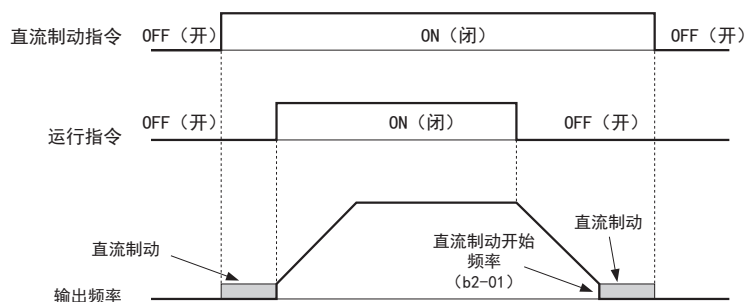 直流制动指令 OFF（开） ON（闭） OFF（开）
运行指令 OFF（开） ON（闭） OFF（开）
直流制动
直流制动开始
频率
（b2-01）
直流制动
输出频率